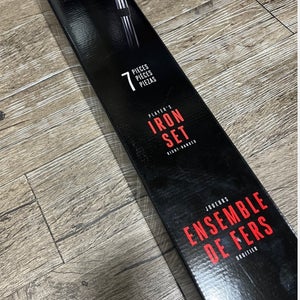 7 PIECES
PIÈCES
PIEZAS
PLAYER'S
IRON
SET
RIGHT-HANDED
JOUEURS
ENSEMBLE
DE FERS
DROITIER